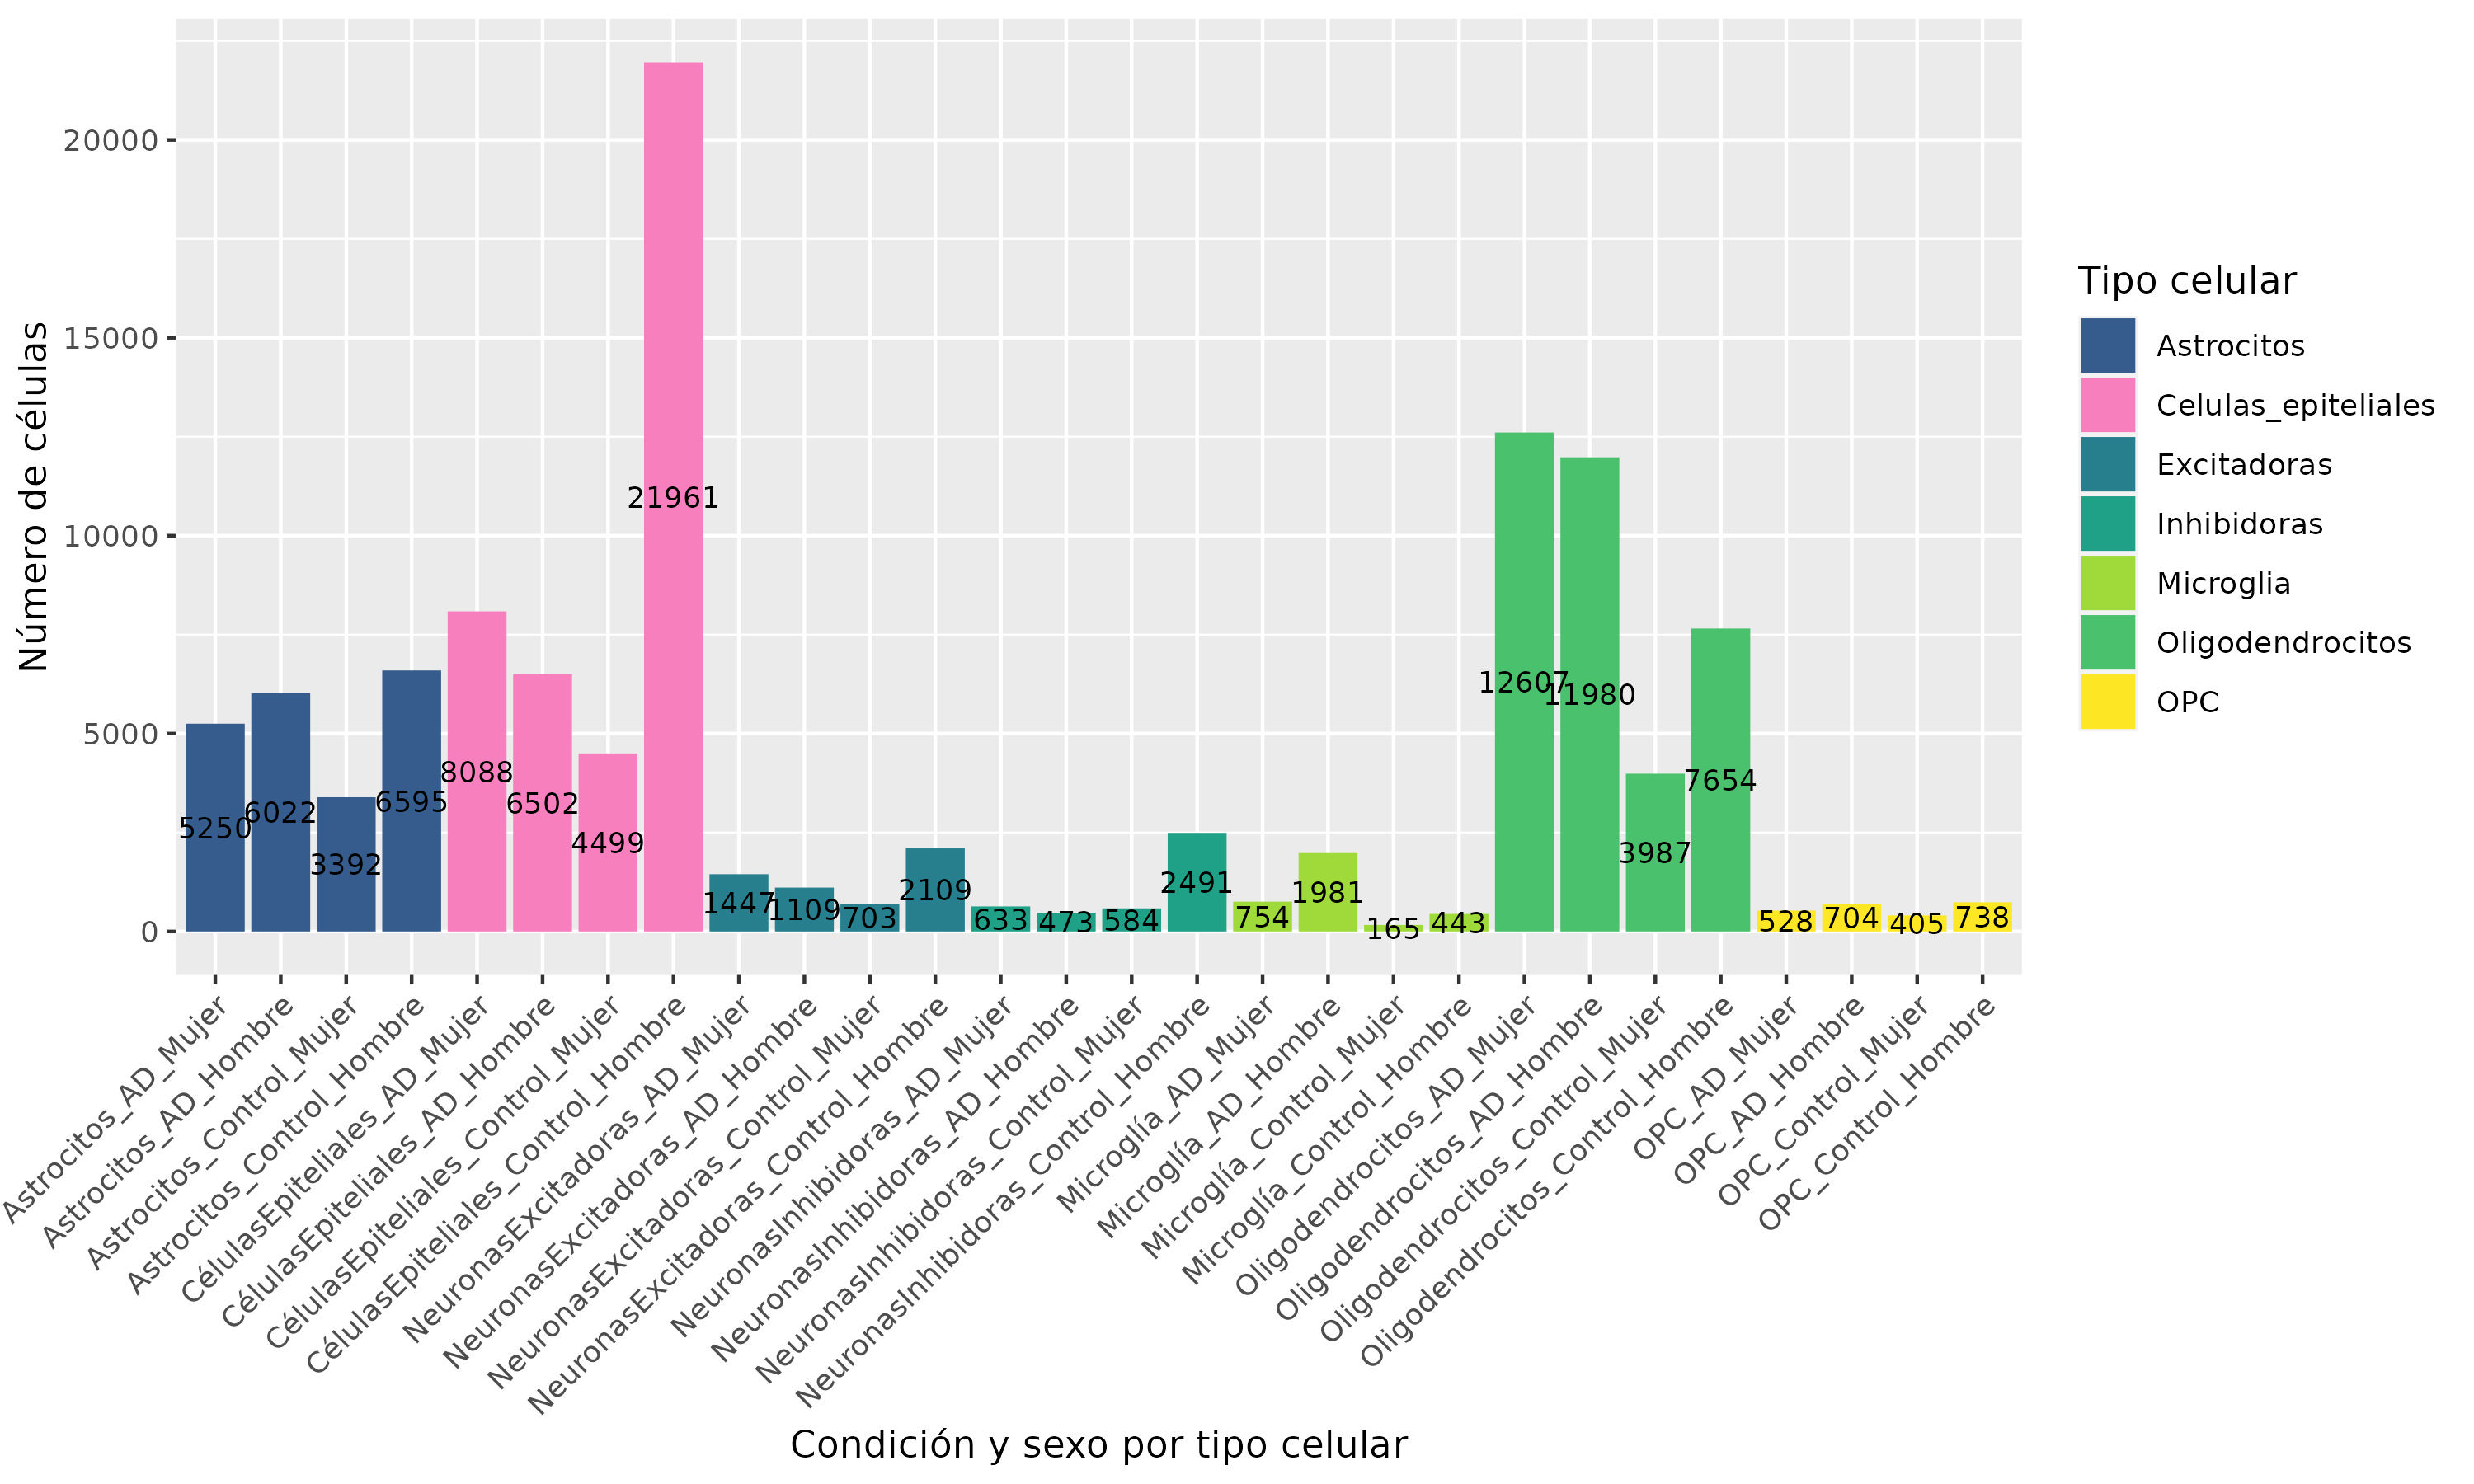 Número de células
20000
15000
10000
5000
0
5250
6022
3392
6595
8088
6502
4499
21961
1447
1109
703
2109
633
473
584
2491
754
1981
165
443
12607
11980
3987
7654
528
704
405
738
Astrocitos_AD_Mujer
Astrocitos_AD_Hombre
Astrocitos_Control_Mujer
Astrocitos_Control_Hombre
CélulasEpiteliales_AD_Mujer
CélulasEpiteliales_AD_Hombre
CélulasEpiteliales_Control_Mujer
CélulasEpiteliales_Control_Hombre
NeuronasExcitadoras_AD_Mujer
NeuronasExcitadoras_AD_Hombre
NeuronasExcitadoras_Control_Mujer
NeuronasExcitadoras_Control_Hombre
NeuronasInhibidoras_AD_Mujer
NeuronasInhibidoras_AD_Hombre
NeuronasInhibidoras_Control_Mujer
NeuronasInhibidoras_Control_Hombre
Microglía_AD_Mujer
Microglía_AD_Hombre
Microglía_Control_Mujer
Microglía_Control_Hombre
Oligodendrocitos_AD_Mujer
Oligodendrocitos_AD_Hombre
Oligodendrocitos_Control_Mujer
Oligodendrocitos_Control_Hombre
OPC_AD_Mujer
OPC_AD_Hombre
OPC_Control_Mujer
OPC_Control_Hombre
Condición y sexo por tipo celular
Tipo celular
Astrocitos
Celulas_epiteliales
Excitadoras
Inhibidoras
Microglia
Oligodendrocitos
OPC